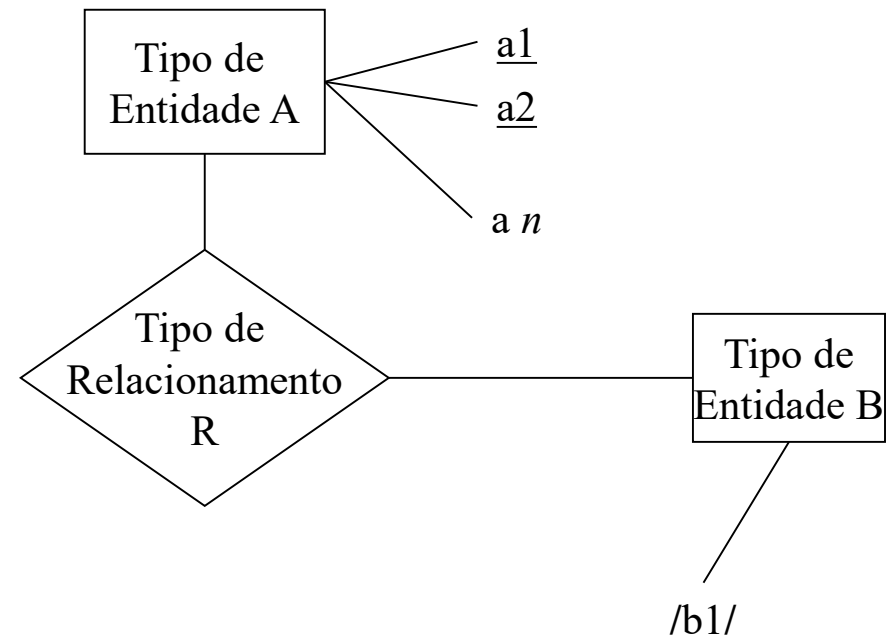 Tipo de
Entidade A
a1
a2
a n
Tipo de
Relacionamento
R
Tipo de
Entidade B
/b1/